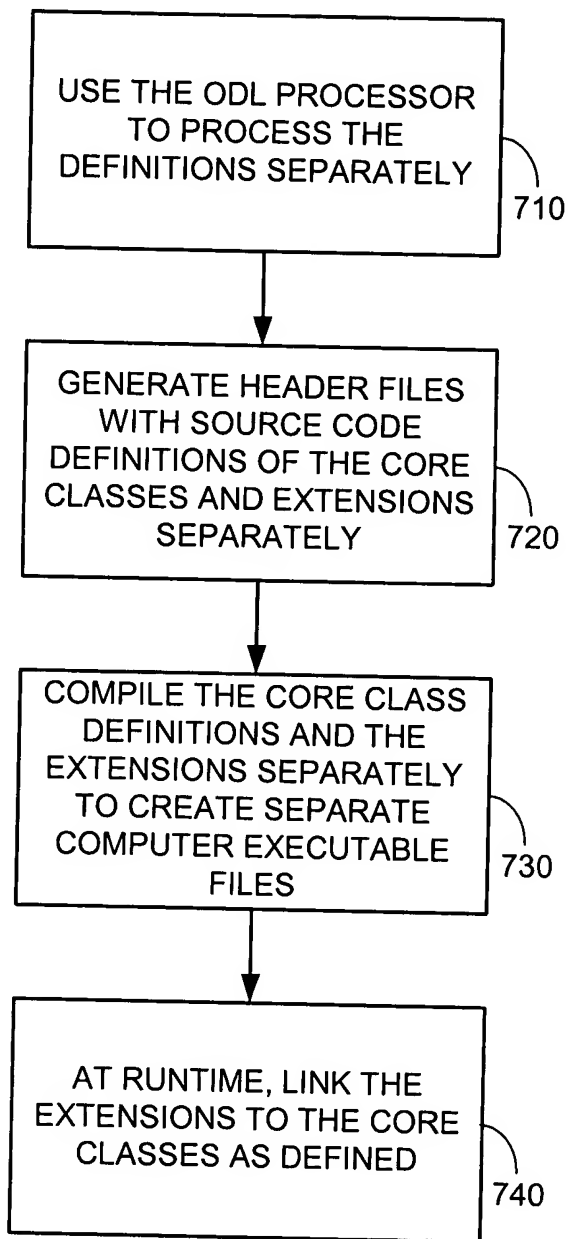 USE THE ODL PROCESSOR
TO PROCESS THE
DEFINITIONS SEPARATELY
710
GENERATE HEADER FILES
WITH SOURCE CODE
DEFINITIONS OF THE CORE
CLASSES AND EXTENSIONS
SEPARATELY
720
COMPILE THE CORE CLASS
DEFINITIONS AND THE
EXTENSIONS SEPARATELY
TO CREATE SEPARATE
COMPUTER EXECUTABLE
FILES
730
AT RUNTIME, LINK THE
EXTENSIONS TO THE CORE
CLASSES AS DEFINED
740